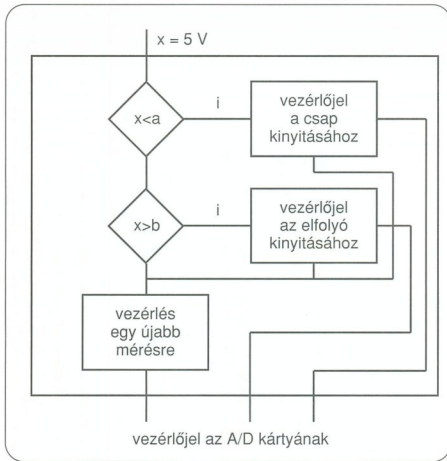 x = 5 V
x<a
i
vezérlőjel
a csap
kinyitásához
x>b
i
vezérlőjel
az elfolyó
kinyitásához
vezérlés
egy újabb
mérésre
vezérlőjel az A/D kártyának